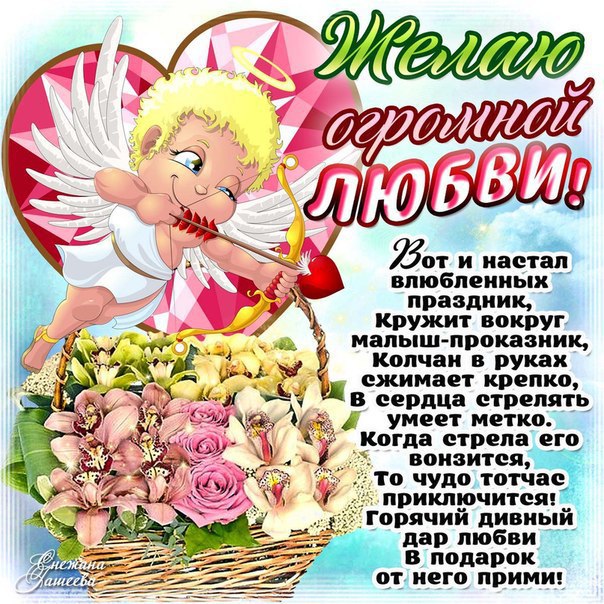 Желаю
огромной
ЛЮБВИ!
Вот и настал
влюбленных
праздник,
Кружит вокруг
малыш-проказник,
Колчан в руках
сжимает крепко,
В сердца стрелять
умеет метко.
Когда стрела его
вонзится,
То чудо тотчас
приключится!
Горячий дивный
дар любви
В подарок
от него прими!
Снежана
Ташеева